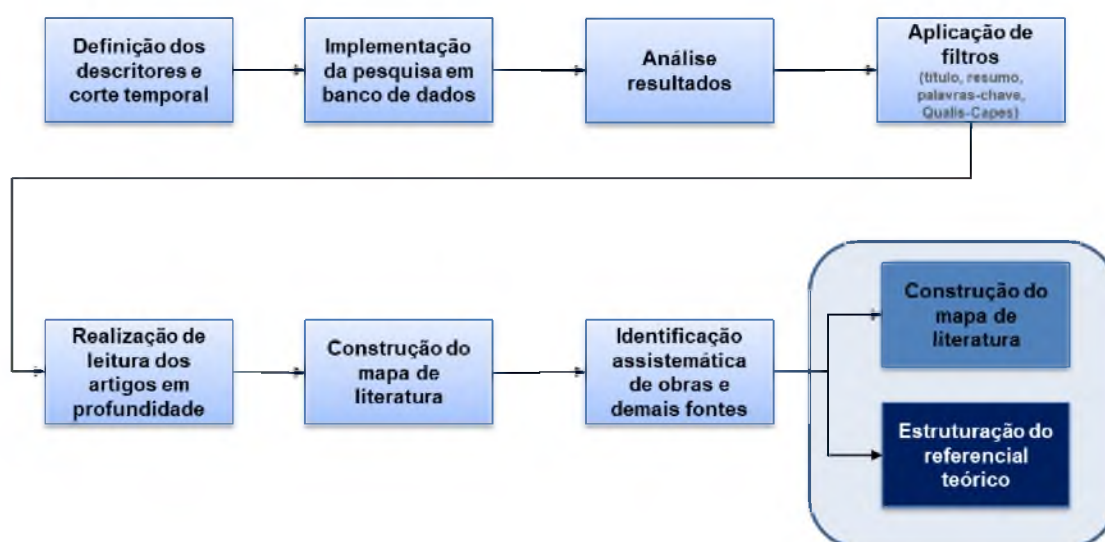 Definição dos
descritores e
corte temporal
Implementação
da pesquisa em
banco de dados
Análise
resultados
Aplicação de
filtros
(título, resumo,
palavras-chave,
Qualis-Capes)
Realização de
leitura dos
artigos em
profundidade
Construção do
mapa de
literatura
Identificação
assistemática
de obras e
demais fontes
Construção do
mapa de
literatura
Estruturação do
referencial
teórico